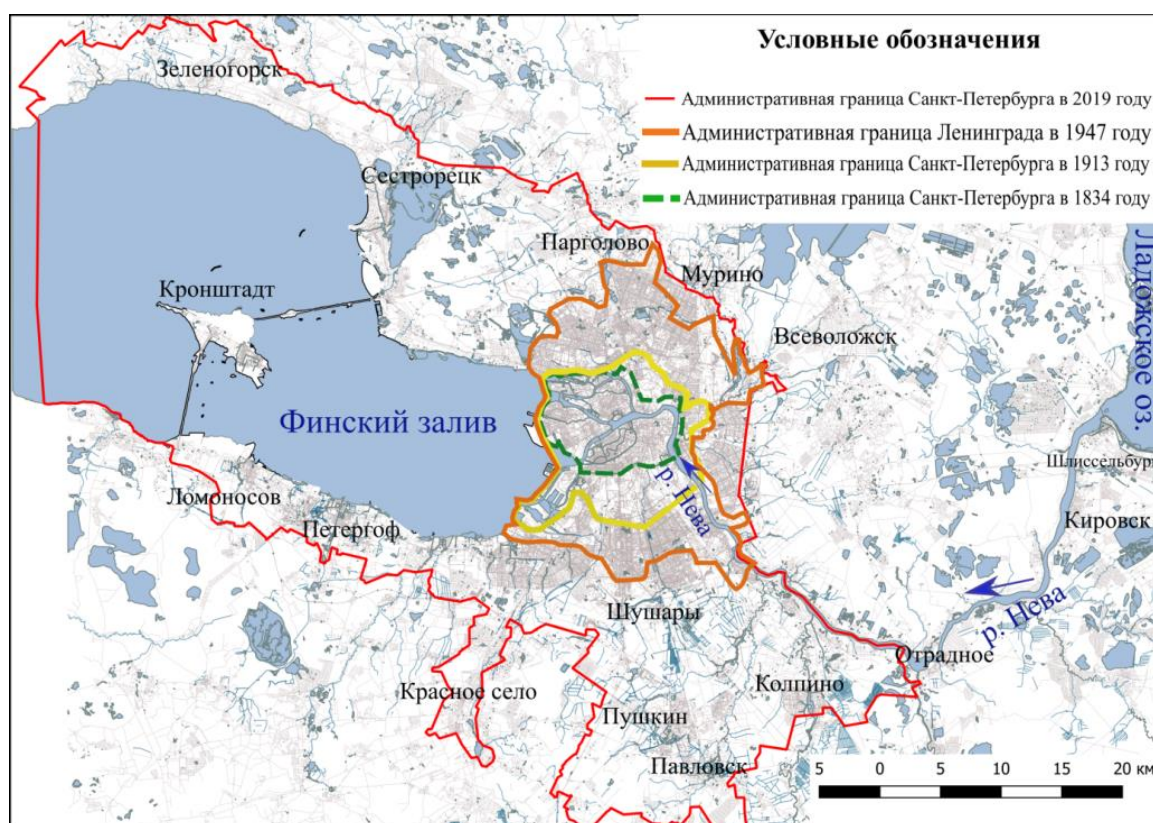 Условные обозначения
Административная граница Санкт-Петербурга в 2019 году
Административная граница Ленинграда в 1947 году
Административная граница Санкт-Петербурга в 1913 году
Административная граница Санкт-Петербурга в 1834 году
Зеленогорск
Сестрорецк
Парголово
Мурино
Кронштадт
Всеволожск
Ладожское оз.
Финский залив
Шлиссельбург
р. Нева
Ломоносов
Петергоф
Кировск
р. Нева
Шушары
Отрадное
Красное село
Колпино
Пушкин
Павловск
5 0 5 10 15 20 км